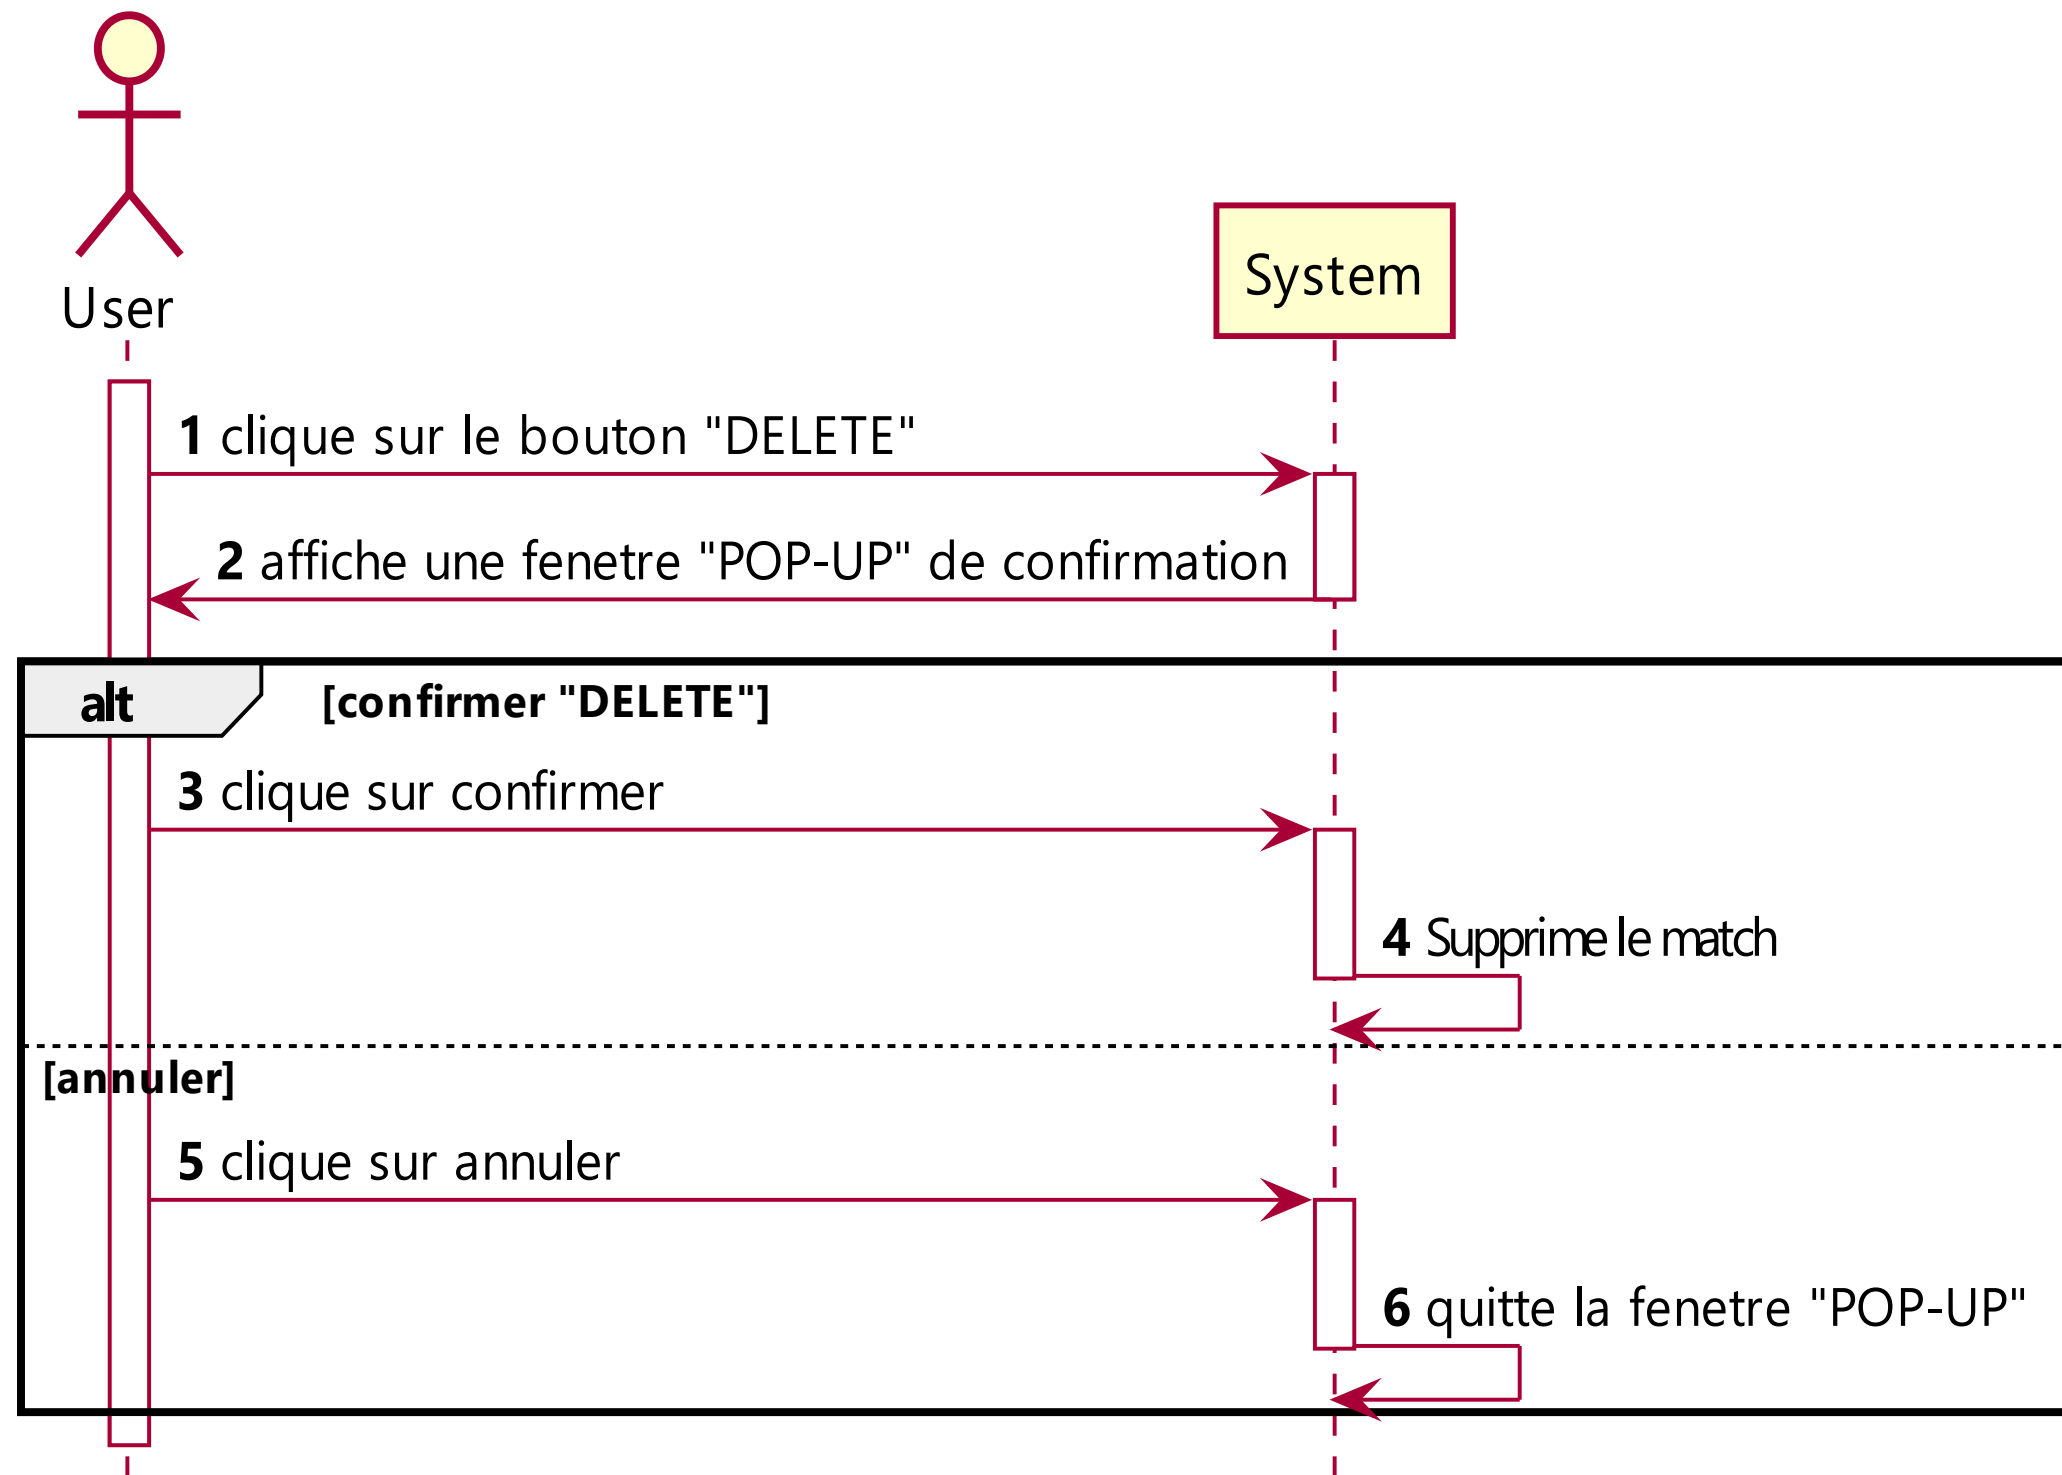 User
System
1 clique sur le bouton "DELETE"
2 affiche une fenetre "POP-UP" de confirmation
alt [confirmer "DELETE"]
3 clique sur confirmer
4 Supprime le match
[annuler]
5 clique sur annuler
6 quitte la fenetre "POP-UP"